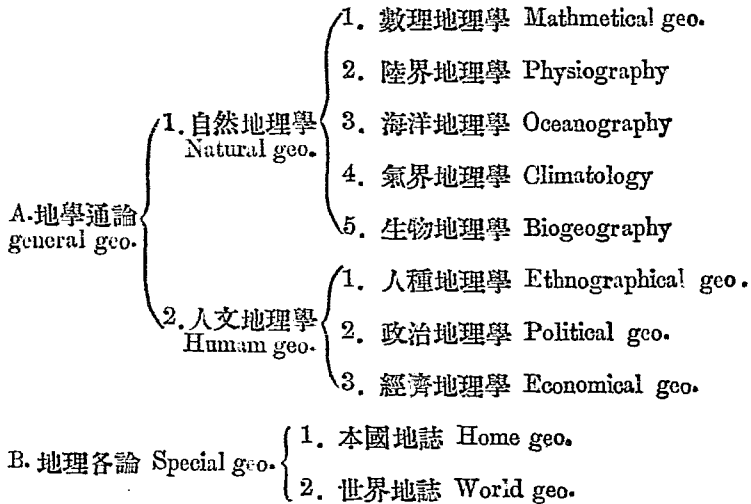 A. 地學通論
general geo.
1. 自然地理學
Natural geo.
1. 數理地理學 Mathmetical geo.
2. 陸界地理學 Physiography
3. 海洋地理學 Oceanography
4. 氣界地理學 Climatology
5. 生物地理學 Biogeography
2. 人文地理學
Humam geo.
1. 人種地理學 Ethnographical geo.
2. 政治地理學 Political geo.
3. 經濟地理學 Economical geo.
B. 地理各論 Special geo.
1. 本國地誌 Home geo.
2. 世界地誌 World geo.